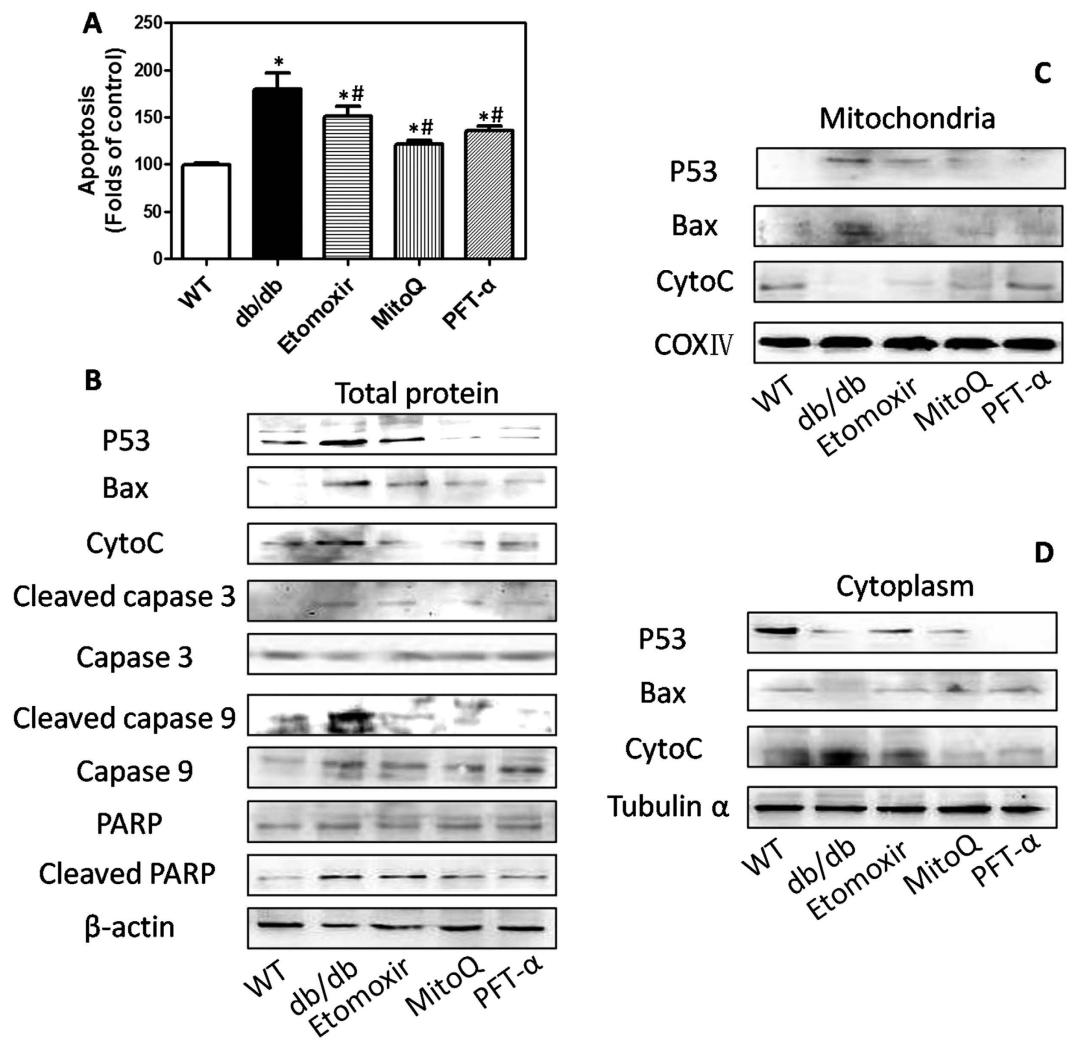 A
Apoptosis
(Folds of control)
250
200
150
100
50
0
*
*#
*#
*#
WT
db/db
Etomoxir
MitoQ
PFT-α
B
Total protein
P53
Bax
CytoC
Cleaved capase 3
Capase 3
Cleaved capase 9
Capase 9
PARP
Cleaved PARP
β-actin
WT
db/db
Etomoxir
MitoQ
PFT-α
C
Mitochondria
P53
Bax
CytoC
COXⅣ
WT
db/db
Etomoxir
MitoQ
PFT-α
D
Cytoplasm
P53
Bax
CytoC
Tubulin α
WT
db/db
Etomoxir
MitoQ
PFT-α